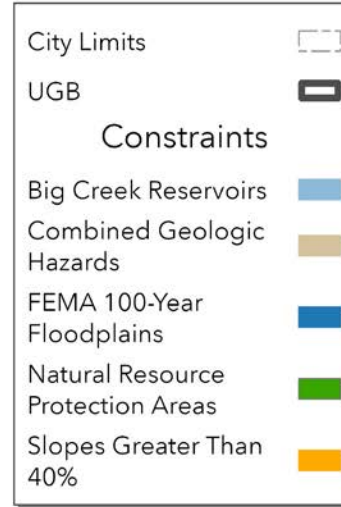 City Limits
UGB
Constraints
Big Creek Reservoirs
Combined Geologic
Hazards
FEMA 100-Year
Floodplains
Natural Resource
Protection Areas
Slopes Greater Than
40%